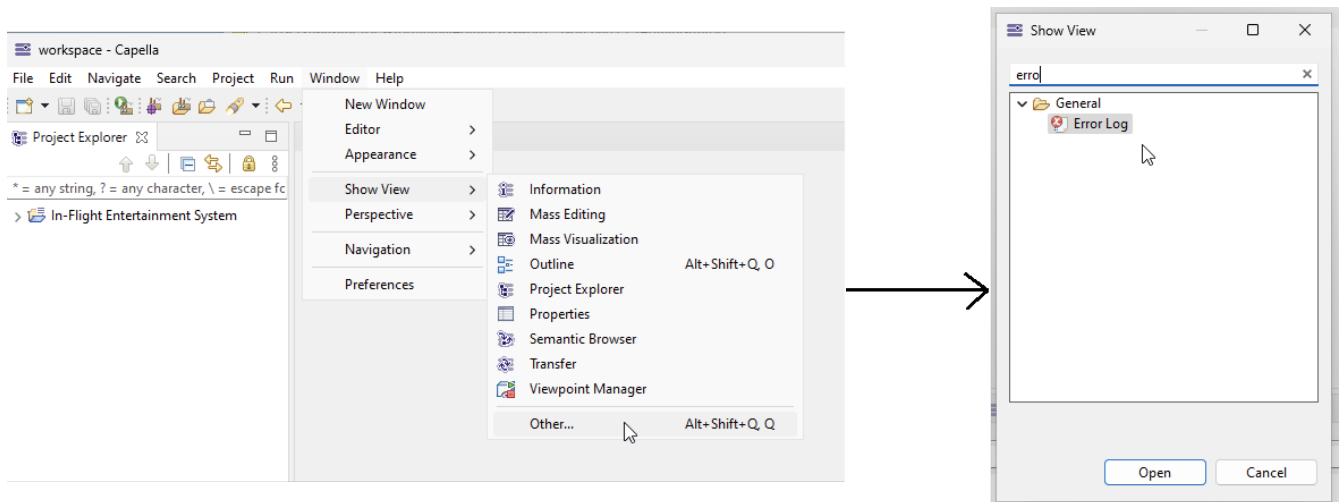 workspace - Capella
File Edit Navigate Search Project Run Window Help
Project Explorer
* = any string, ? = any character, \ = escape fc
In-Flight Entertainment System
New Window
Editor
Appearance
Show View
Perspective
Navigation
Preferences
Information
Mass Editing
Mass Visualization
Outline Alt+Shift+Q, O
Project Explorer
Properties
Semantic Browser
Transfer
Viewpoint Manager
Other... Alt+Shift+Q, Q
Show View
erro
General
Error Log
Open Cancel